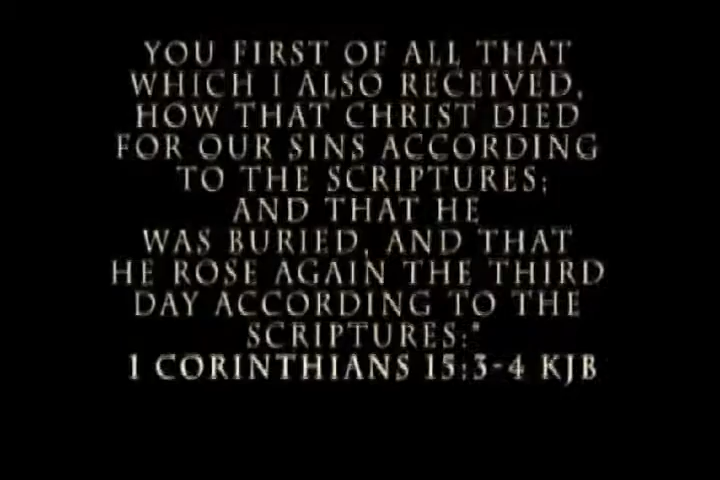 YOU FIRST OF ALL THAT
WHICH I ALSO RECEIVED,
HOW THAT CHRIST DIED
FOR OUR SINS ACCORDING
TO THE SCRIPTURES;
AND THAT HE
WAS BURIED, AND THAT
HE ROSE AGAIN THE THIRD
DAY ACCORDING TO THE
SCRIPTURES:"
1 CORINTHIANS 15:3-4 KJB